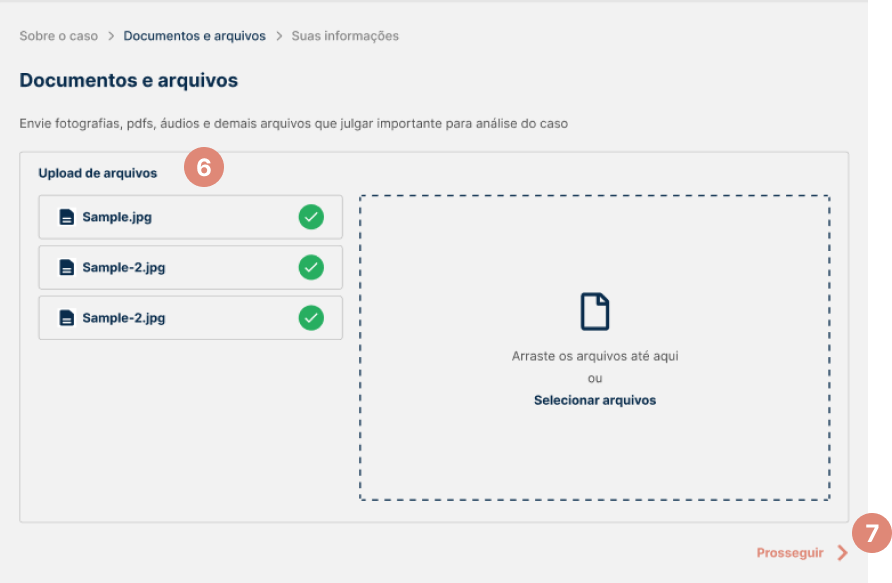 Sobre o caso > Documentos e arquivos > Suas informações
Documentos e arquivos
Envie fotografias, pdfs, áudios e demais arquivos que julgar importante para análise do caso
Upload de arquivos
6
Sample.jpg
Sample-2.jpg
Sample-2.jpg
Arraste os arquivos até aqui
ou
Selecionar arquivos
7
Prosseguir